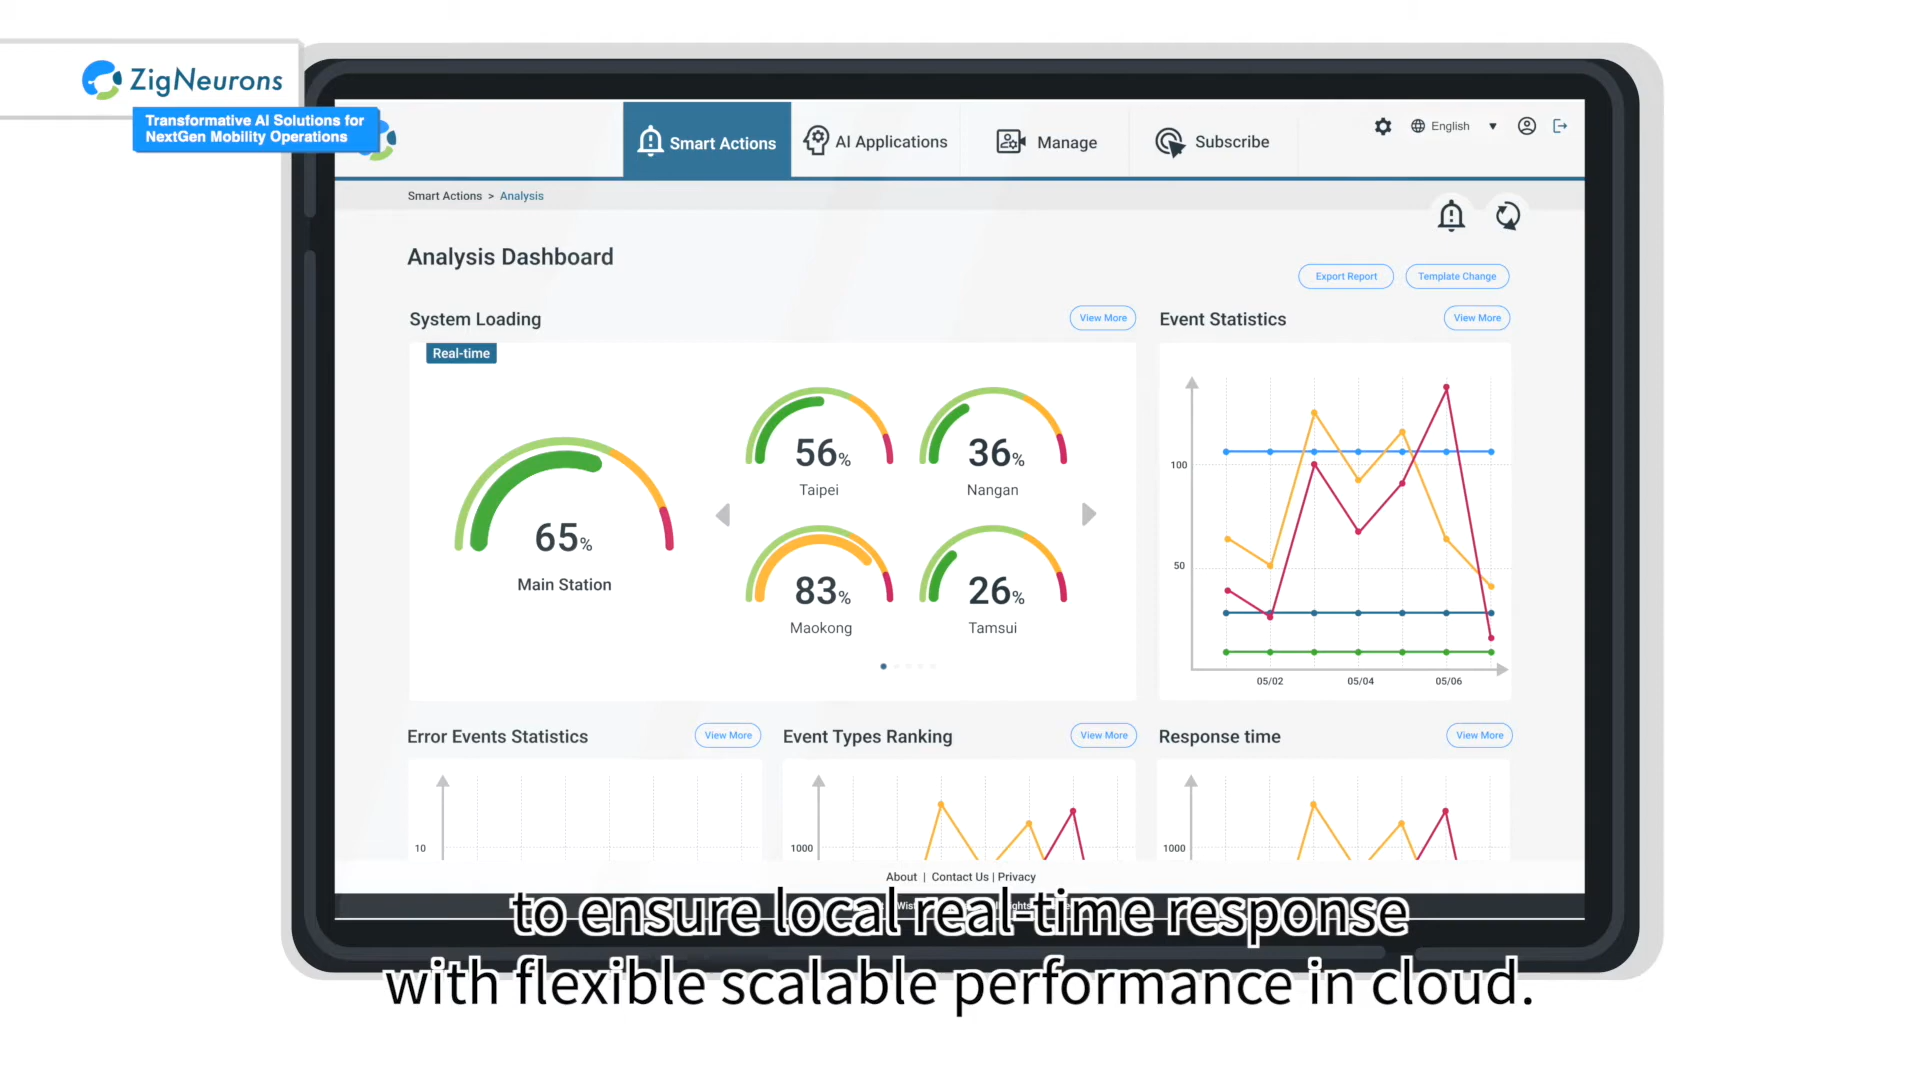 ZigNeurons
Transformative AI Solutions for
NextGen Mobility Operations
Smart Actions
AI Applications
Manage
Subscribe
English
Smart Actions > Analysis
Analysis Dashboard
Export Report
Template Change
System Loading
View More
Event Statistics
View More
Real-time
56%
Taipei
36%
Nangan
65%
Main Station
83%
Maokong
26%
Tamsui
100
50
05/02
05/04
05/06
Error Events Statistics
View More
Event Types Ranking
View More
Response time
View More
10
1000
1000
About | Contact Us | Privacy
to ensure local real-time response
with flexible scalable performance in cloud.